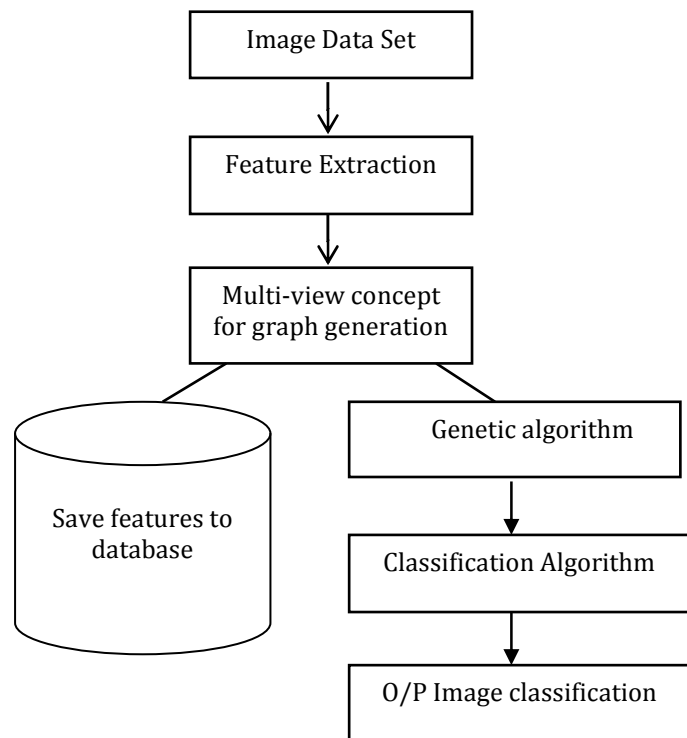 Image Data Set
Feature Extraction
Multi-view concept
for graph generation
Save features to
database
Genetic algorithm
Classification Algorithm
O/P Image classification